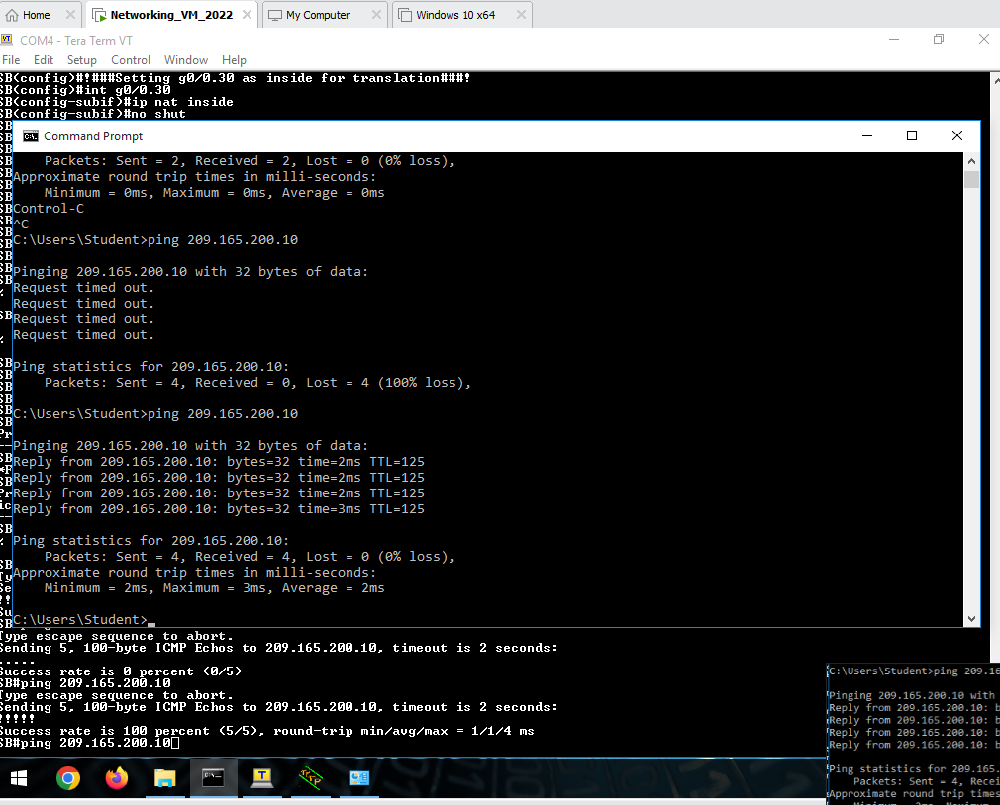 Home
Networking_VM_2022
My Computer
Windows 10 x64
COM4 - Tera Term VT
File Edit Setup Control Window Help
SB(config)#!###Setting g0/0.30 as inside for translation###!
SB(config)#int g0/0.30
SB(config-subif)#ip nat inside
SB(config-subif)#no shut
Command Prompt
Packets: Sent = 2, Received = 2, Lost = 0 (0% loss),
Approximate round trip times in milli-seconds:
Minimum = 0ms, Maximum = 0ms, Average = 0ms
Control-C
^C
C:\Users\Student>ping 209.165.200.10
Pinging 209.165.200.10 with 32 bytes of data:
Request timed out.
Request timed out.
Request timed out.
Request timed out.
Ping statistics for 209.165.200.10:
Packets: Sent = 4, Received = 0, Lost = 4 (100% loss),
C:\Users\Student>ping 209.165.200.10
Pinging 209.165.200.10 with 32 bytes of data:
Reply from 209.165.200.10: bytes=32 time=2ms TTL=125
Reply from 209.165.200.10: bytes=32 time=2ms TTL=125
Reply from 209.165.200.10: bytes=32 time=2ms TTL=125
Reply from 209.165.200.10: bytes=32 time=3ms TTL=125
Ping statistics for 209.165.200.10:
Packets: Sent = 4, Received = 4, Lost = 0 (0% loss),
Approximate round trip times in milli-seconds:
Minimum = 2ms, Maximum = 3ms, Average = 2ms
C:\Users\Student>
Type escape sequence to abort.
Sending 5, 100-byte ICMP Echos to 209.165.200.10, timeout is 2 seconds:
.....
Success rate is 0 percent (0/5)
SB#ping 209.165.200.10
Type escape sequence to abort.
Sending 5, 100-byte ICMP Echos to 209.165.200.10, timeout is 2 seconds:
!!!!!
Success rate is 100 percent (5/5), round-trip min/avg/max = 1/1/4 ms
SB#ping 209.165.200.10
C:\Users\Student>ping 209.16
Pinging 209.165.200.10 with
Reply from 209.165.200.10: b
Reply from 209.165.200.10: b
Reply from 209.165.200.10: b
Reply from 209.165.200.10: b
Ping statistics for 209.165.
Packets: Sent = 4, Recei
Approximate round trip times